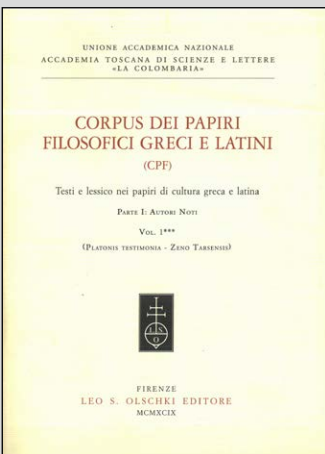 UNIONE ACCADEMICA NAZIONALE
ACCADEMIA TOSCANA DI SCIENZE E LETTERE
«LA COLOMBARIA»
CORPUS DEI PAPIRI
FILOSOFICI GRECI E LATINI
(CPF)
Testi e lessico nei papiri di cultura greca e latina
PARTE I: AUTORI NOTI
VOL. 1***
(PLATONIS TESTIMONIA - ZENO TARSENSIS)
L S
O
FIRENZE
LEO S. OLSCHKI EDITORE
MCMXCIX